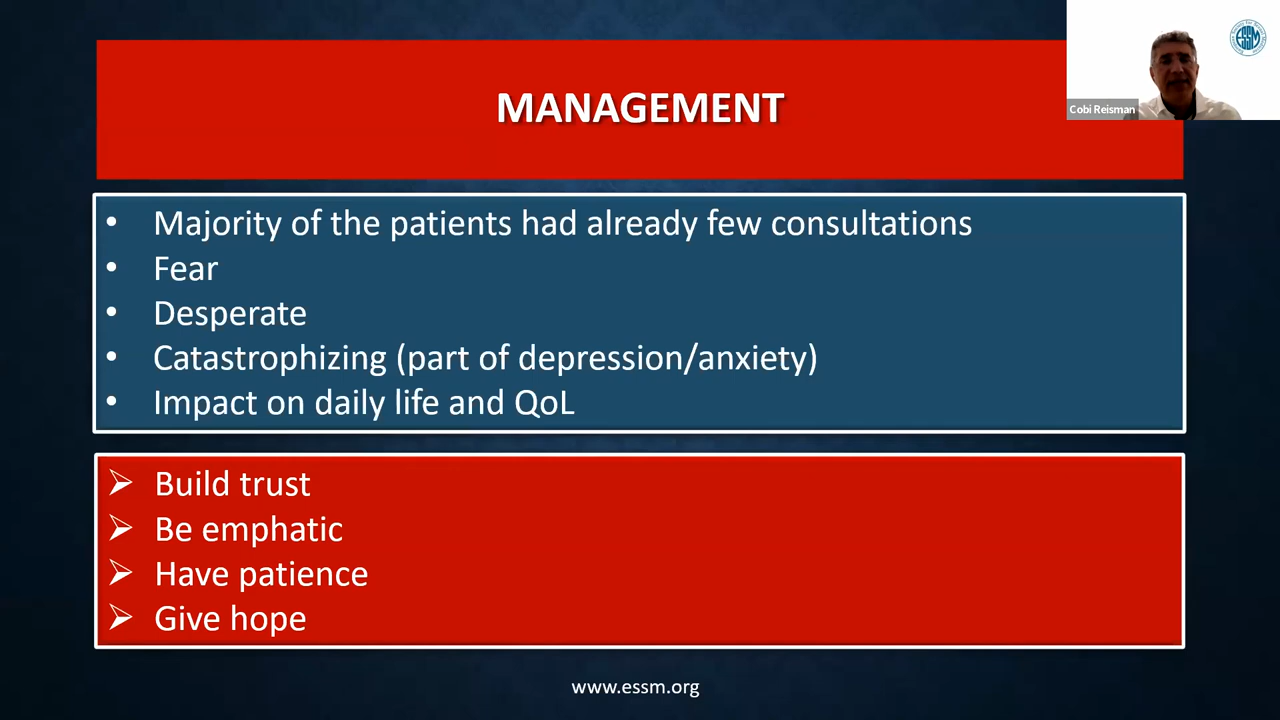 MANAGEMENT
ESSM
Cobi Reisman
• Majority of the patients had already few consultations
• Fear
• Desperate
• Catastrophizing (part of depression/anxiety)
• Impact on daily life and QoL
➢ Build trust
➢ Be emphatic
➢ Have patience
➢ Give hope
www.essm.org